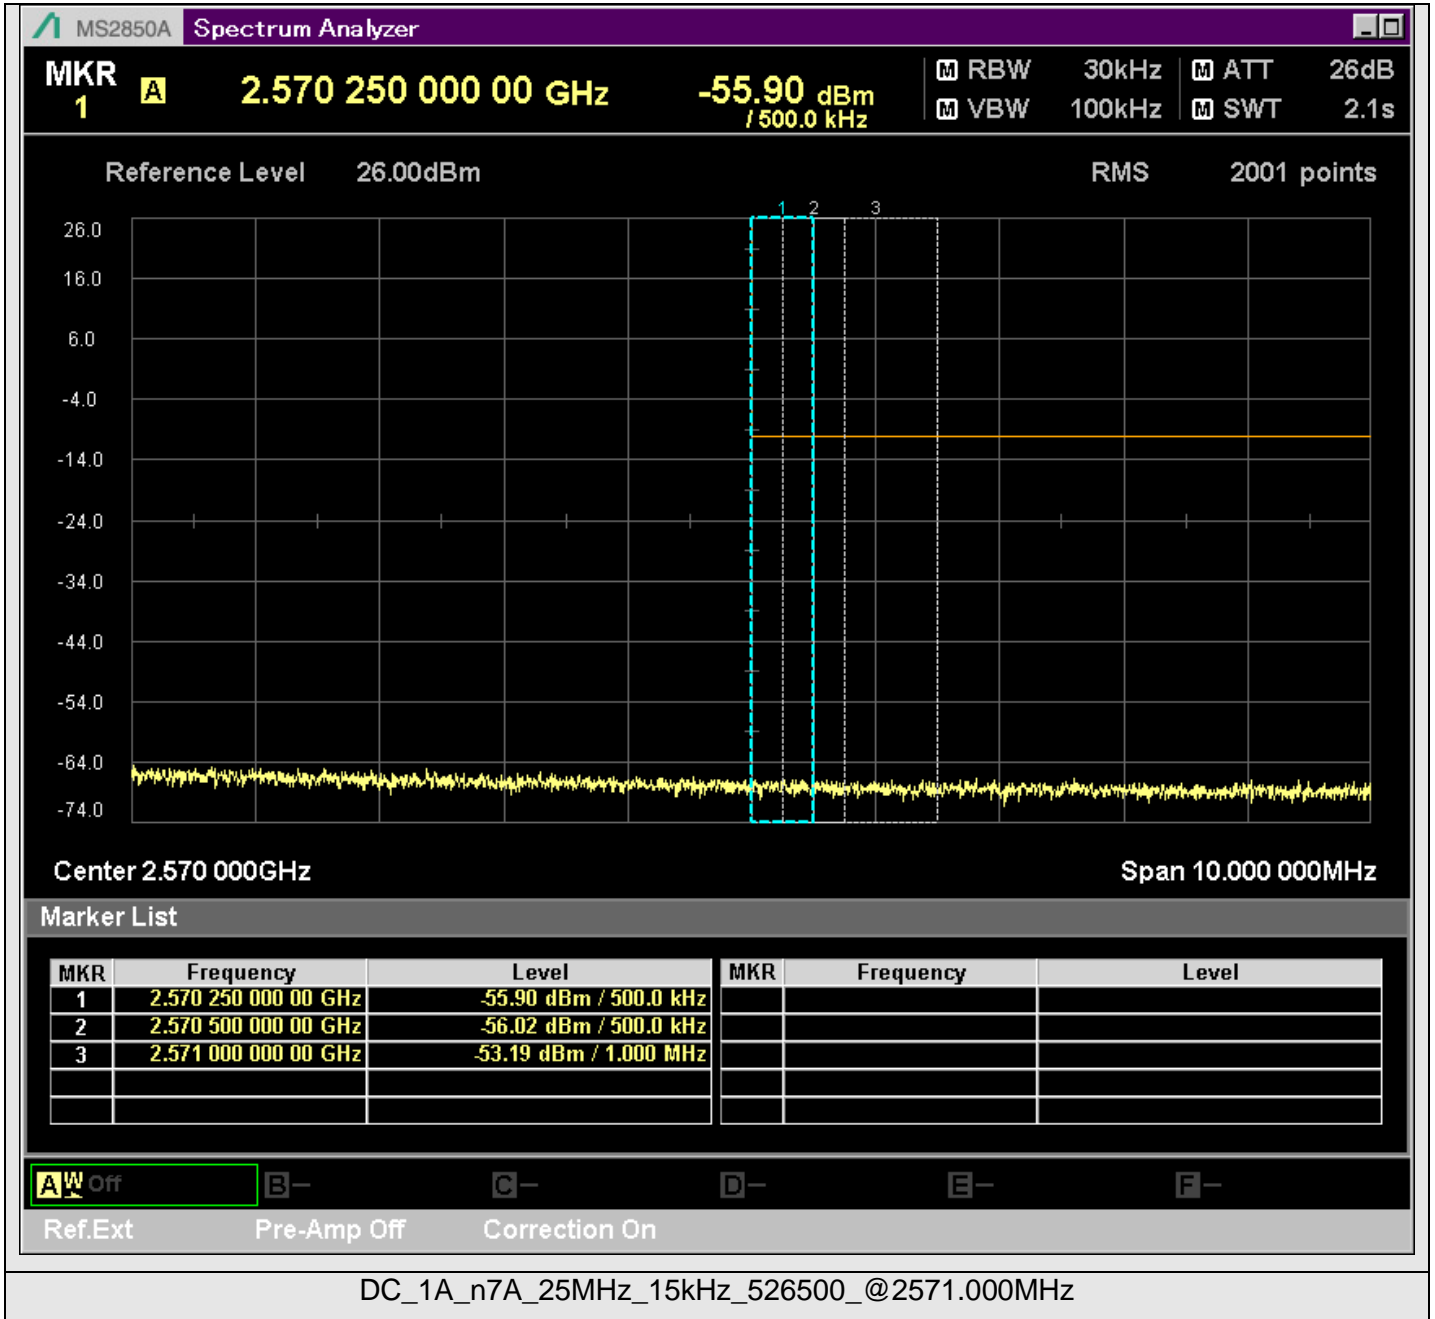 MS2850A Spectrum Analyzer
MKR 1 A 2.570 250 000 00 GHz -55.90 dBm / 500.0 kHz
M RBW 30kHz M ATT 26dB
M VBW 100kHz M SWT 2.1s
Reference Level 26.00dBm RMS 2001 points
1 2 3
26.0
16.0
6.0
-4.0
-14.0
-24.0
-34.0
-44.0
-54.0
-64.0
-74.0
Center 2.570 000GHz Span 10.000 000MHz
Marker List
MKR Frequency Level MKR Frequency Level
1 2.570 250 000 00 GHz -55.90 dBm / 500.0 kHz
2 2.570 500 000 00 GHz -56.02 dBm / 500.0 kHz
3 2.571 000 000 00 GHz -53.19 dBm / 1.000 MHz
A W Off B – C – D – E – F –
Ref.Ext Pre-Amp Off Correction On
DC_1A_n7A_25MHz_15kHz_526500_@2571.000MHz